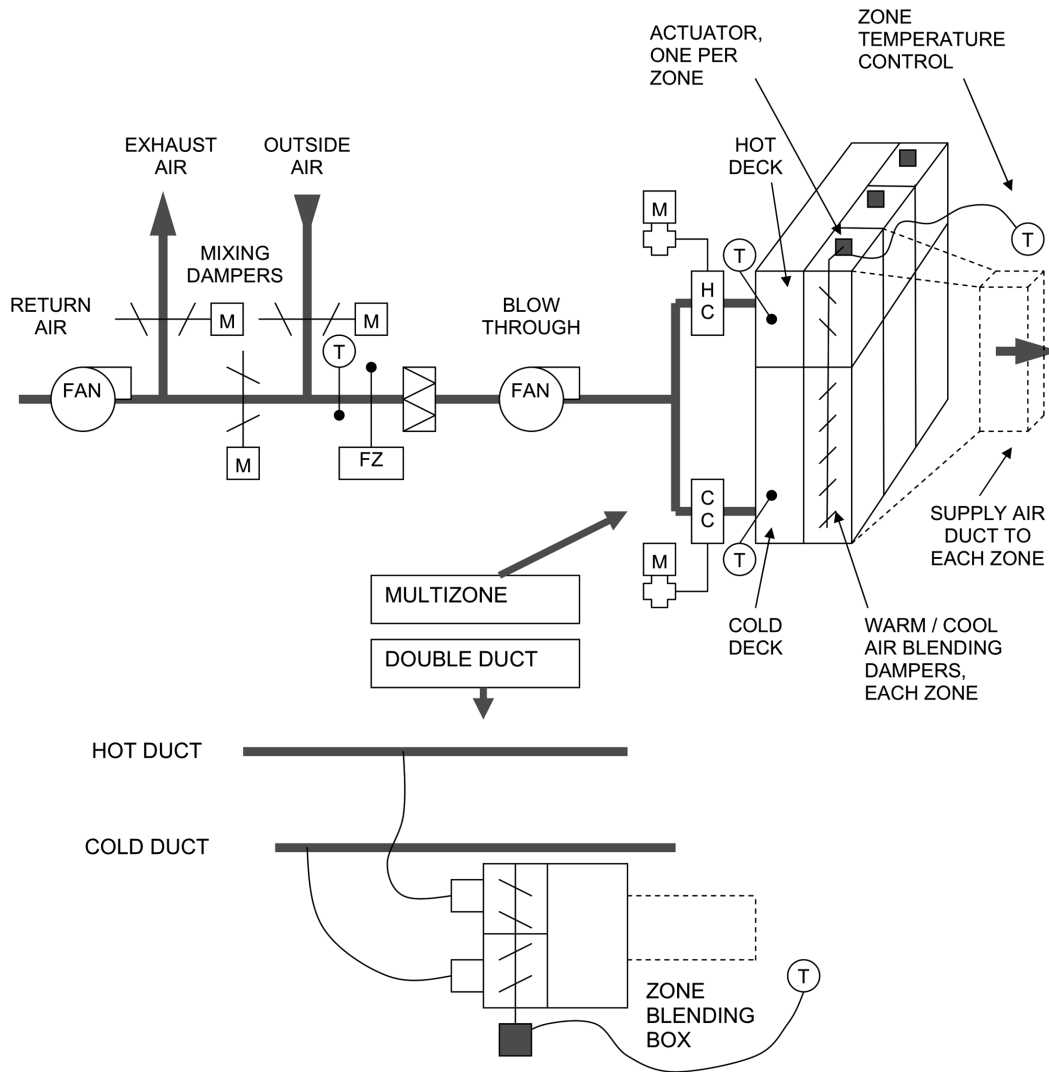 ACTUATOR,
ONE PER
ZONE
ZONE
TEMPERATURE
CONTROL
EXHAUST
AIR
OUTSIDE
AIR
HOT
DECK
M
MIXING
DAMPERS
T
T
RETURN
AIR
M
M
BLOW
THROUGH
H
C
T
FAN
FAN
M
FZ
C
C
SUPPLY AIR
DUCT TO
EACH ZONE
T
M
MULTIZONE
COLD
DECK
WARM / COOL
AIR BLENDING
DAMPERS,
EACH ZONE
DOUBLE DUCT
HOT DUCT
COLD DUCT
T
ZONE
BLENDING
BOX